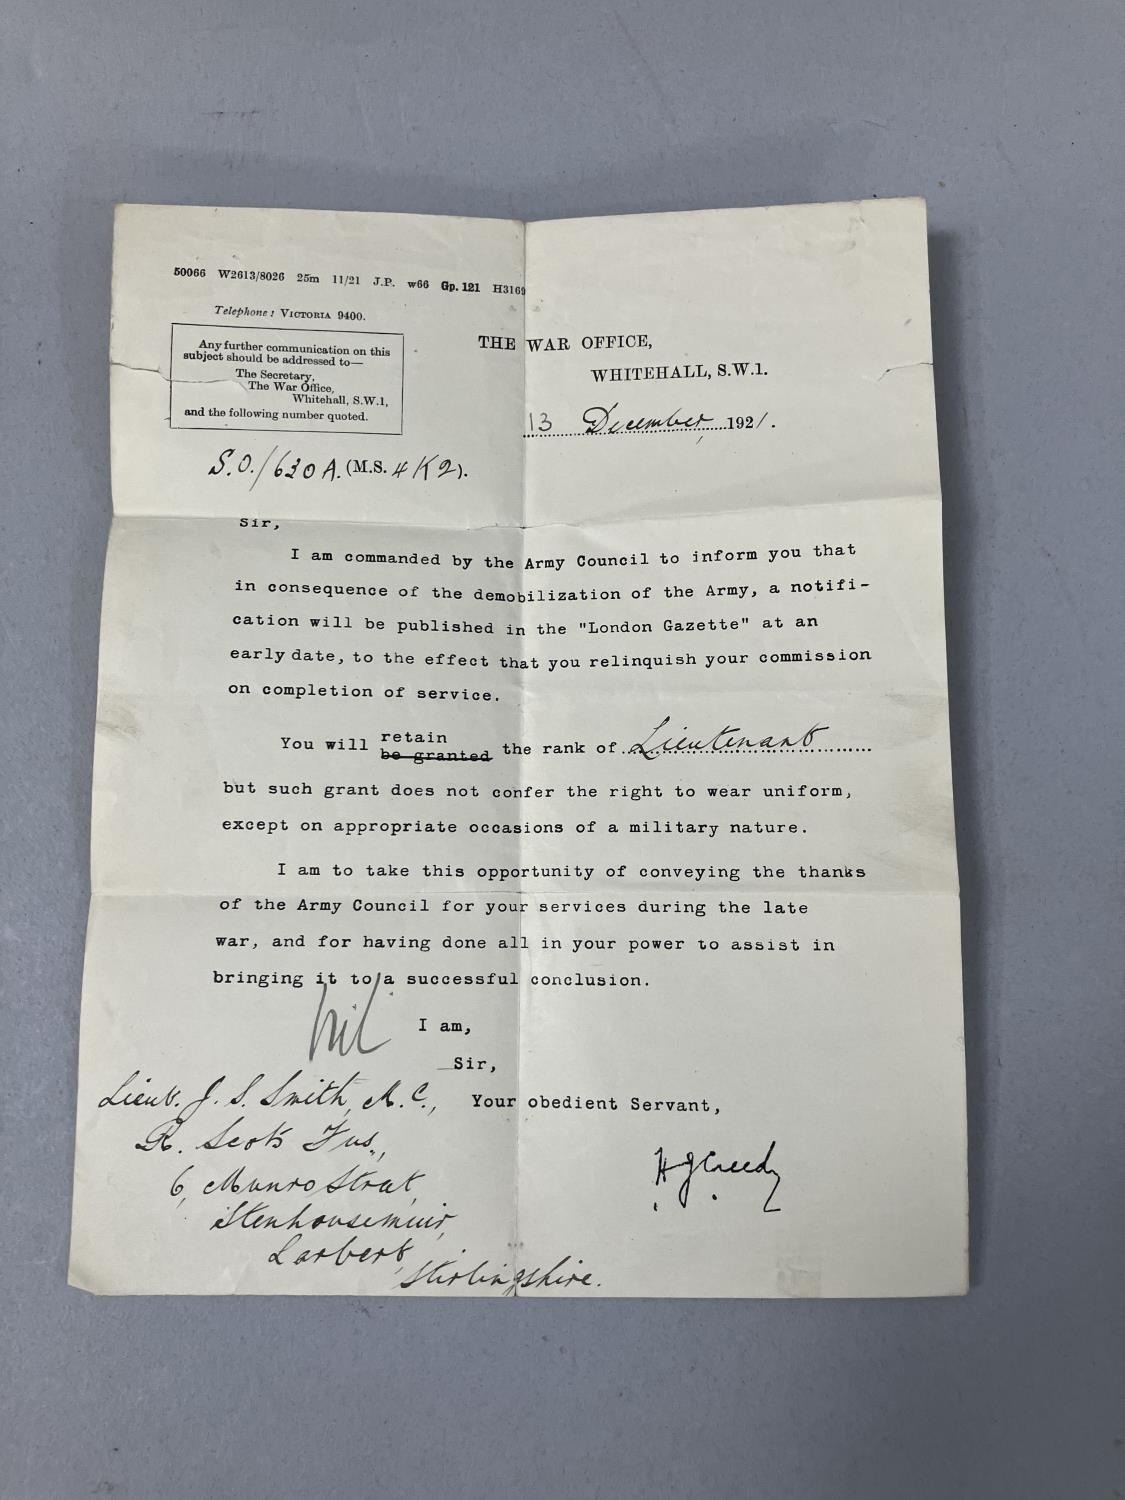 50066 W2613/8026 25m 11/21 J.P. w66 Gp. 121 H3169
Telephone: VICTORIA 9400.
Any further communication on this
subject should be addressed to—
The Secretary,
The War Office,
Whitehall, S.W.1,
and the following number quoted.
THE WAR OFFICE,
WHITEHALL, S.W.1.
13 December, 1921.
S.O./630A. (M.S. 4 K2).
Sir,
I am commanded by the Army Council to inform you that
in consequence of the demobilization of the Army, a notifi-
cation will be published in the "London Gazette" at an
early date, to the effect that you relinquish your commission
on completion of service.
retain
You will be granted the rank of Lieutenant
but such grant does not confer the right to wear uniform,
except on appropriate occasions of a military nature.
I am to take this opportunity of conveying the thanks
of the Army Council for your services during the late
war, and for having done all in your power to assist in
bringing it to a successful conclusion.
I am,
Sir,
Your obedient Servant,
HJCreedy
Lieut. J. S. Smith, M.C.,
R. Scots Fus.,
6, Munro Street,
Stenhousemuir,
Larbert,
Stirlingshire.